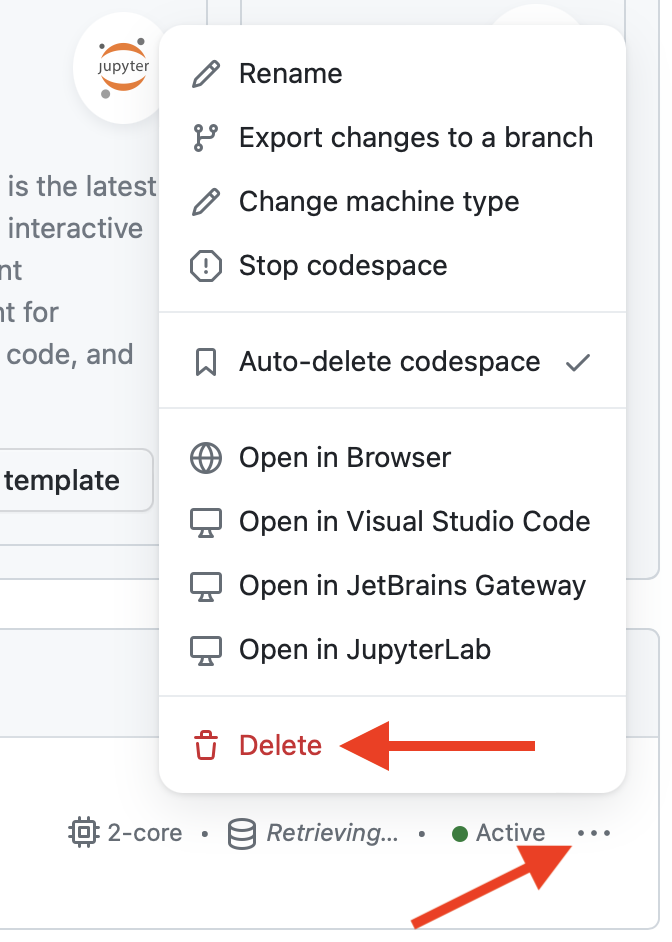 jupyter
is the latest
interactive
nt
nt for
code, and
template
Rename
Export changes to a branch
Change machine type
Stop codespace
Auto-delete codespace
Open in Browser
Open in Visual Studio Code
Open in JetBrains Gateway
Open in JupyterLab
Delete
2-core • Retrieving... • Active